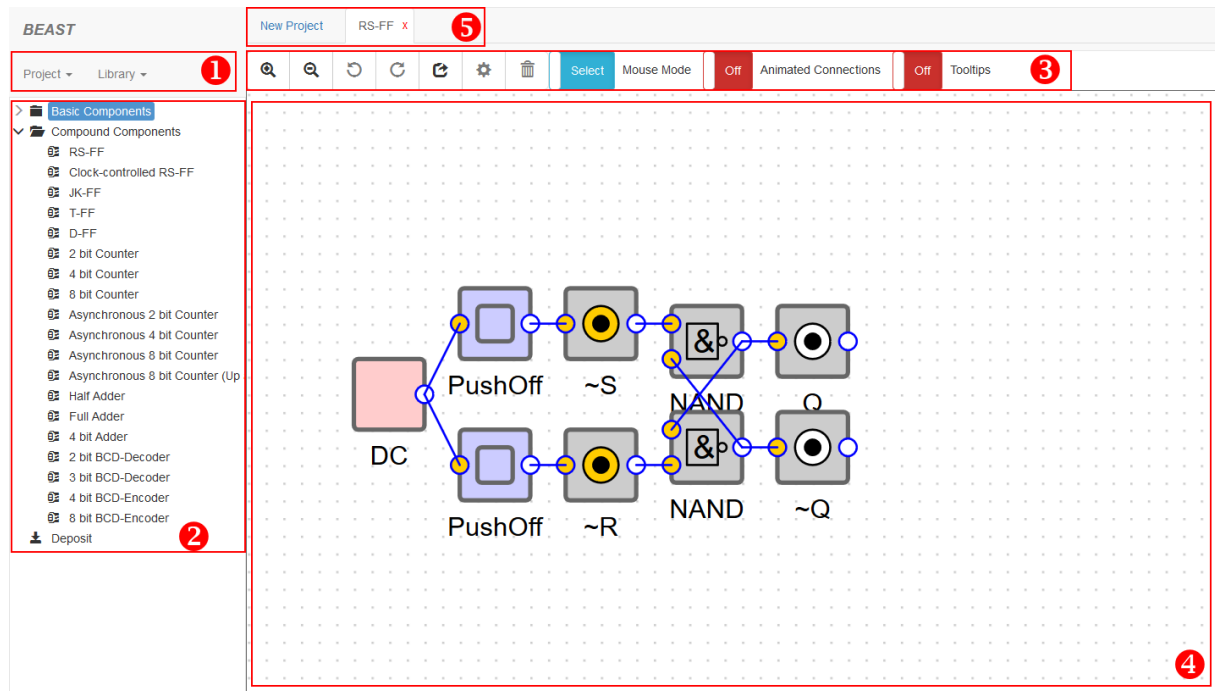 BEAST
New Project RS-FF x 5
Project Library 1
Select Mouse Mode Off Animated Connections Off Tooltips 3
Basic Components
Compound Components
RS-FF
Clock-controlled RS-FF
JK-FF
T-FF
D-FF
2 bit Counter
4 bit Counter
8 bit Counter
Asynchronous 2 bit Counter
Asynchronous 4 bit Counter
Asynchronous 8 bit Counter
Asynchronous 8 bit Counter (Up
Half Adder
Full Adder
4 bit Adder
2 bit BCD-Decoder
3 bit BCD-Decoder
4 bit BCD-Encoder
8 bit BCD-Encoder
Deposit
2
&
PushOff ~S NAND Q
DC
&
PushOff ~R NAND ~Q
4